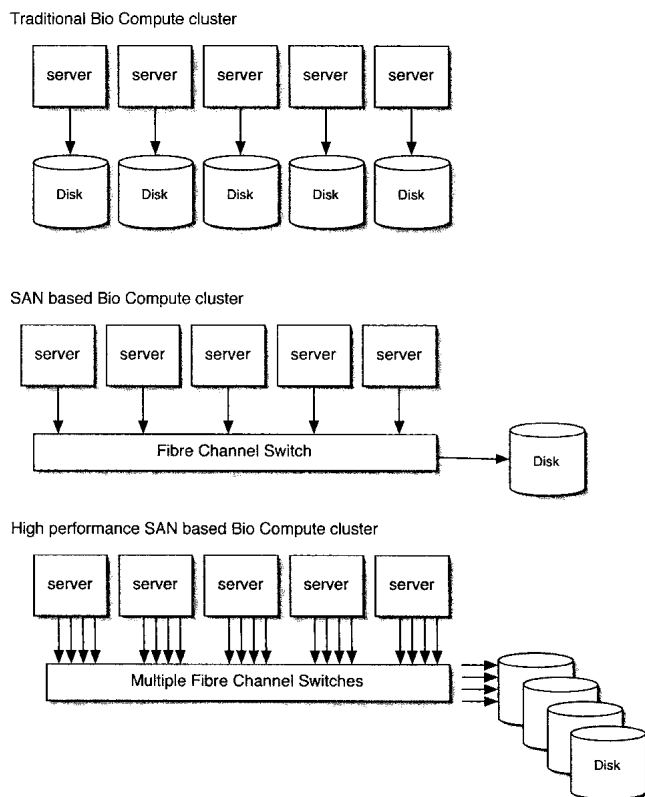 Traditional Bio Compute cluster
server server server server server
Disk Disk Disk Disk Disk
SAN based Bio Compute cluster
server server server server server
Fibre Channel Switch
Disk
High performance SAN based Bio Compute cluster
server server server server server
Multiple Fibre Channel Switches
Disk